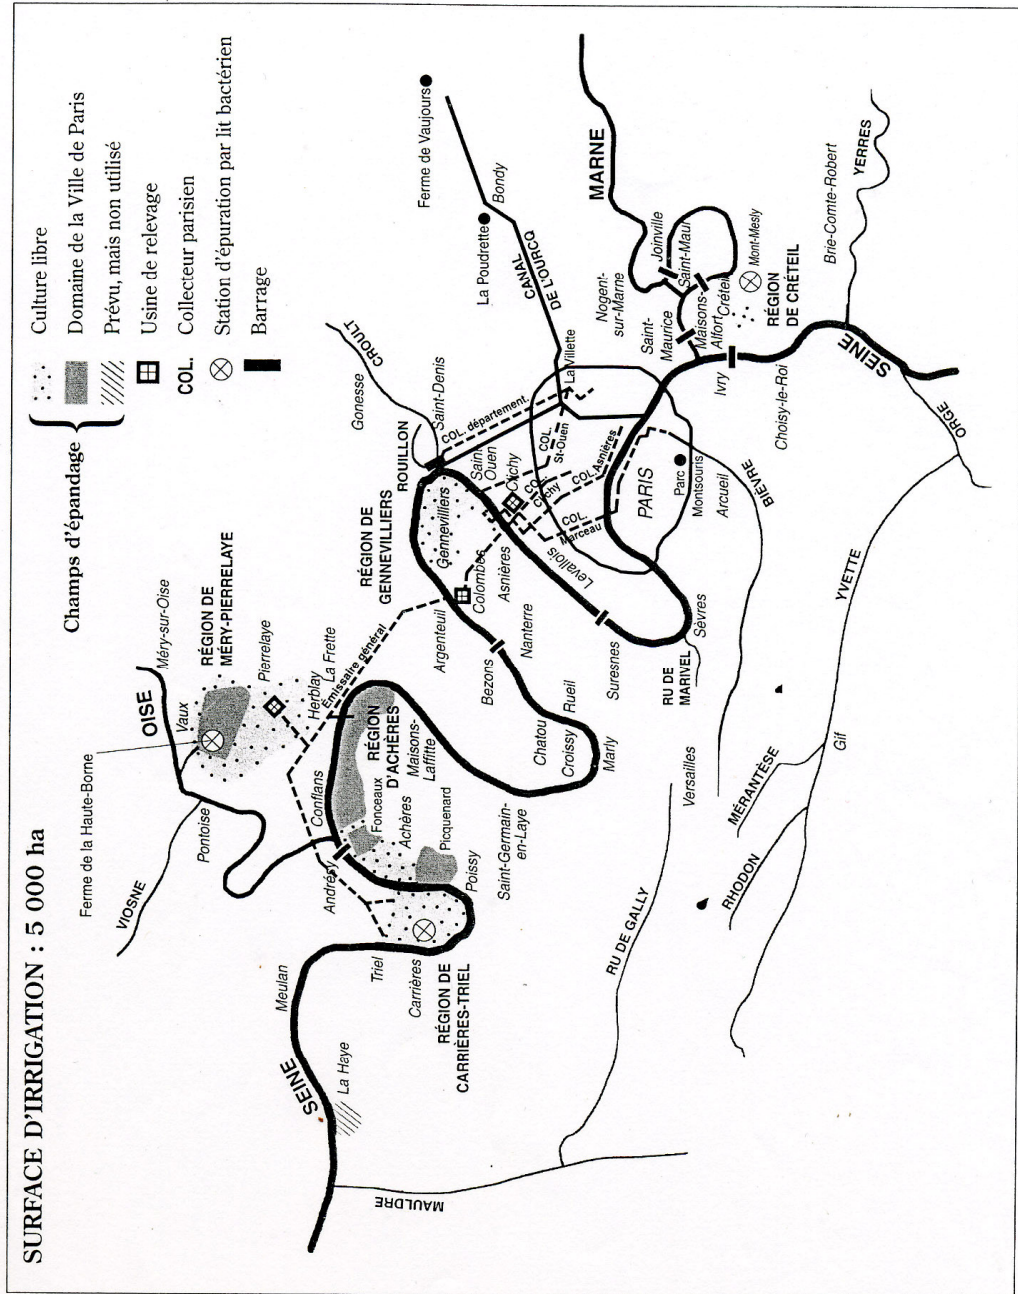 SURFACE D'IRRIGATION : 5 000 ha
Champs d'épandage
Culture libre
Domaine de la Ville de Paris
Prévu, mais non utilisé
Usine de relevage
COL.
Collecteur parisien
Station d'épuration par lit bactérien
Barrage
Ferme de la Haute-Borne
VIOSNE
Pontoise
OISE
Méry-sur-Oise
Vaux
RÉGION DE
MÉRY-PIERRELAYE
Pierrelaye
Herblay
La Frette
Émissaire général
Conflans
Andrésy
RÉGION
D'ACHÈRES
Fonceaux
Achères
Maisons-
Laffitte
Picquenard
Poissy
Saint-Germain-
en-Laye
Meulan
Triel
Carrières
RÉGION DE
CARRIÈRES-TRIEL
SEINE
La Haye
MAULDRE
RU DE GALLY
RÉGION DE
GENNEVILLIERS
Gennevilliers
ROUILLON
Saint-Denis
Gonesse
CROULT
Argenteuil
Colombes
Asnières
Bezons
Nanterre
Chatou
Croissy
Rueil
Marly
Suresnes
Sèvres
RU DE
MARIVEL
Versailles
Levallois
Saint-
Ouen
Clichy
COL. département.
COL.
St-Ouen
COL.
Clichy
COL. Asnières
COL.
Marceau
La Villette
PARIS
Parc
Montsouris
Arcueil
BIÈVRE
CANAL
DE L'OURCQ
La Poudrette
Bondy
Ferme de Vaujours
MARNE
Nogent-
sur-Marne
Joinville
Saint-Maur
Saint-
Maurice
Maisons-
Alfort
Créteil
Mont-Mesly
RÉGION
DE CRÉTEIL
Ivry
Choisy-le-Roi
Brie-Comte-Robert
YERRES
SEINE
ORGE
YVETTE
Gif
MÉRANTÈSE
RHODON